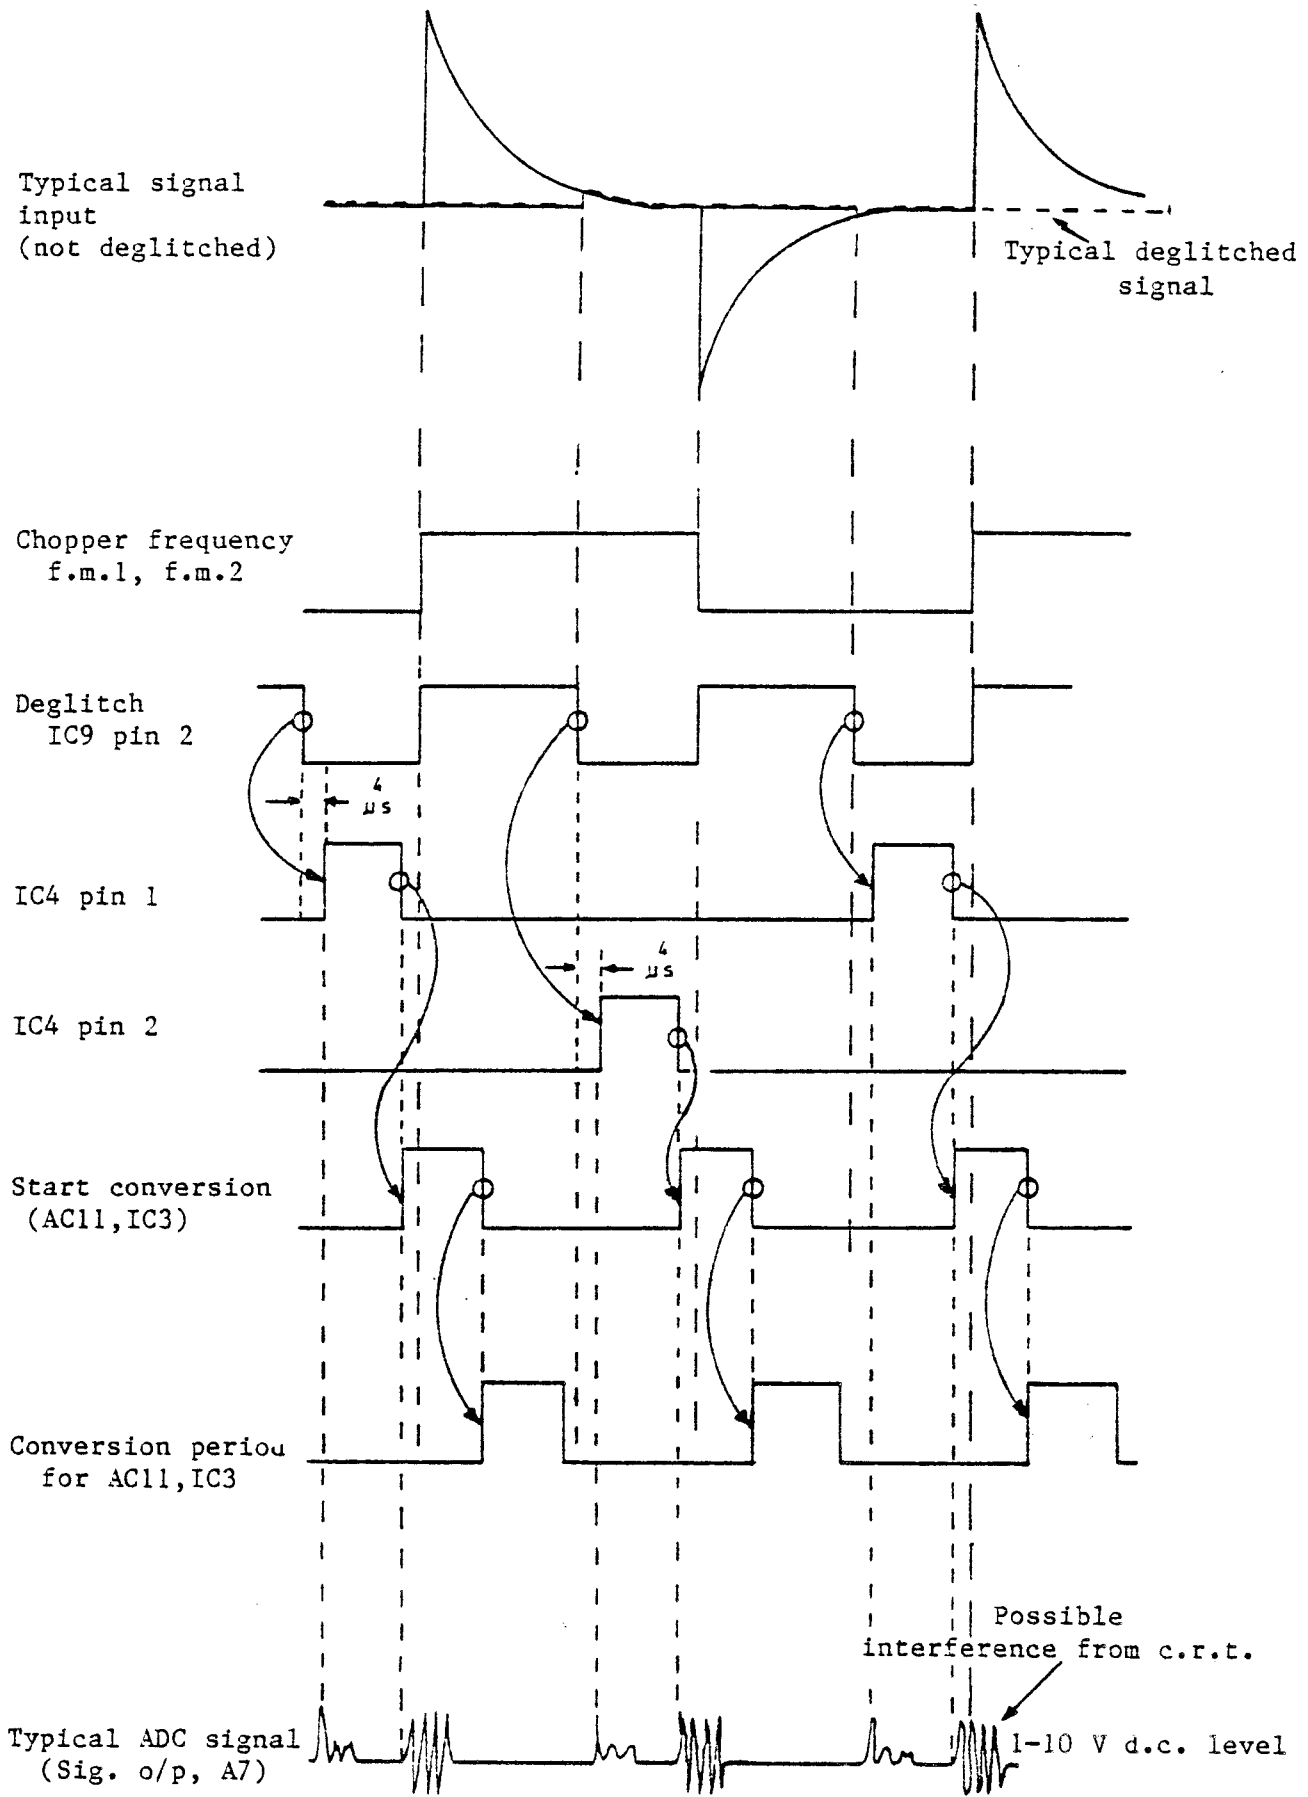 Typical signal
input
(not deglitched)
Typical deglitched
signal
Chopper frequency
f.m.1, f.m.2
Deglitch
IC9 pin 2
4
μs
IC4 pin 1
4
μs
IC4 pin 2
Start conversion
(AC11,IC3)
Conversion period
for AC11,IC3
Possible
interference from c.r.t.
Typical ADC signal
(Sig. o/p, A7)
1-10 V d.c. level